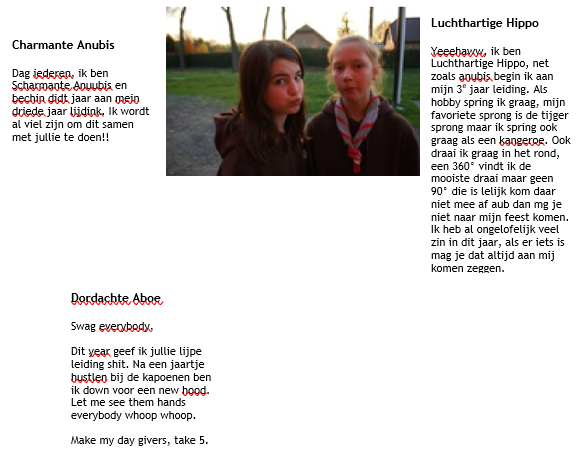 Charmante Anubis
Dag iederen, ik ben
Scharmante Anuubis en
bechin didt jaar aan mejn
driede jaar lijdink. Ik wordt
al viel zijn om dit samen
met jullie te doen!!
Luchthartige Hippo
Yeeehaww, ik ben
Luchthartige Hippo, net
zoals anubis begin ik aan
mijn 3e jaar leiding. Als
hobby spring ik graag, mijn
favoriete sprong is de tijger
sprong maar ik spring ook
graag als een kangeroe. Ook
draai ik graag in het rond,
een 360° vindt ik de
mooiste draai maar geen
90° die is lelijk kom daar
niet mee af aub dan mg je
niet naar mijn feest komen.
Ik heb al ongelofelijk veel
zin in dit jaar, als er iets is
mag je dat altijd aan mij
komen zeggen.
Dordachte Aboe
Swag everybody,
Dit year geef ik jullie lijpe
leiding shit. Na een jaartje
hustlen bij de kapoenen ben
ik down voor een new hood.
Let me see them hands
everybody whoop whoop.
Make my day givers, take 5.